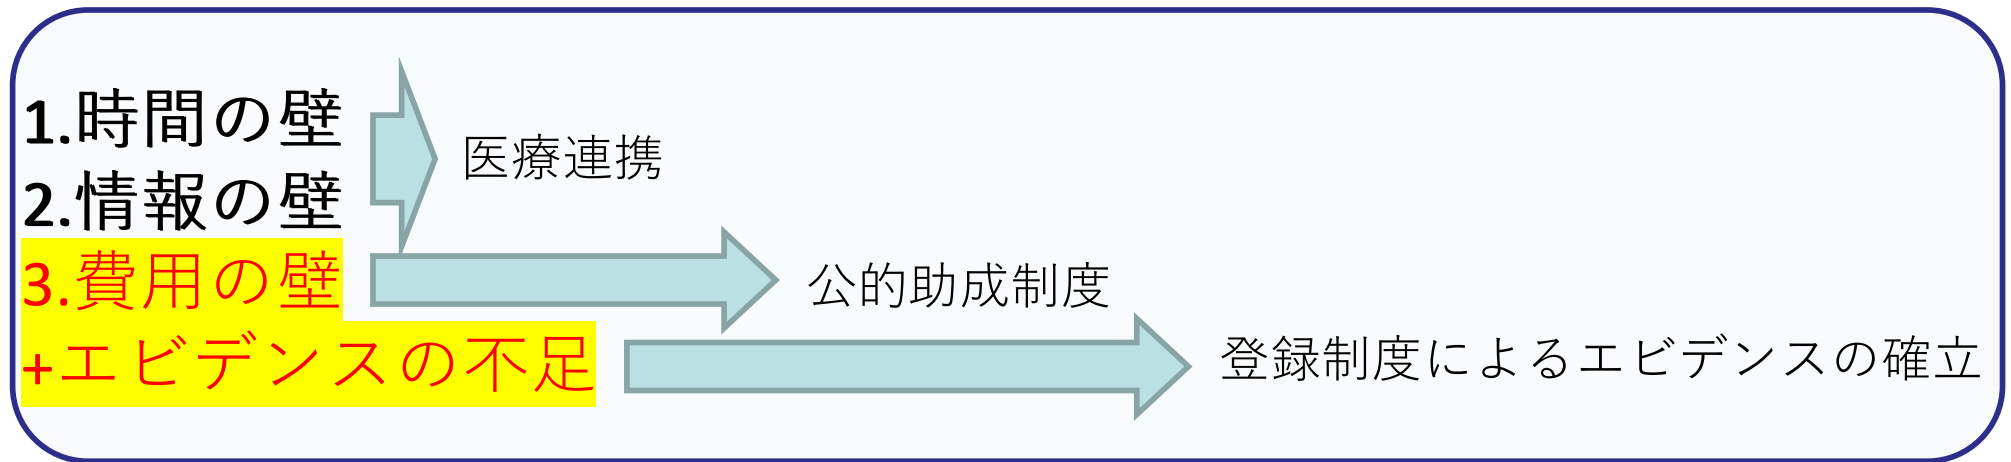 1.時間の壁
医療連携
2.情報の壁
3.費用の壁
公的助成制度
+エビデンスの不足
登録制度によるエビデンスの確立